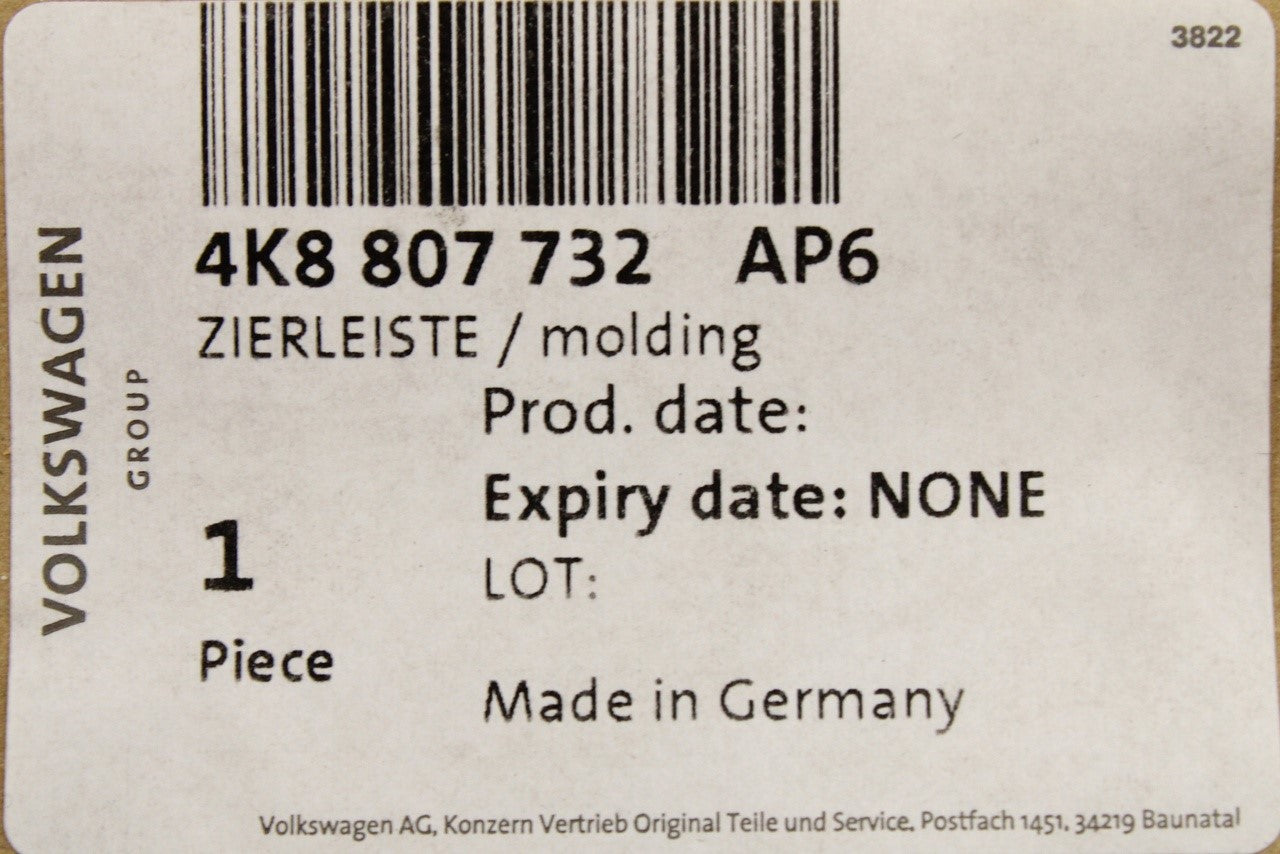 3822
VOLKSWAGEN
GROUP
4K8 807 732 AP6
ZIERLEISTE / molding
Prod. date:
Expiry date: NONE
1
LOT:
Piece
Made in Germany
Volkswagen AG, Konzern Vertrieb Original Teile und Service. Postfach 1451. 34219 Baunatal